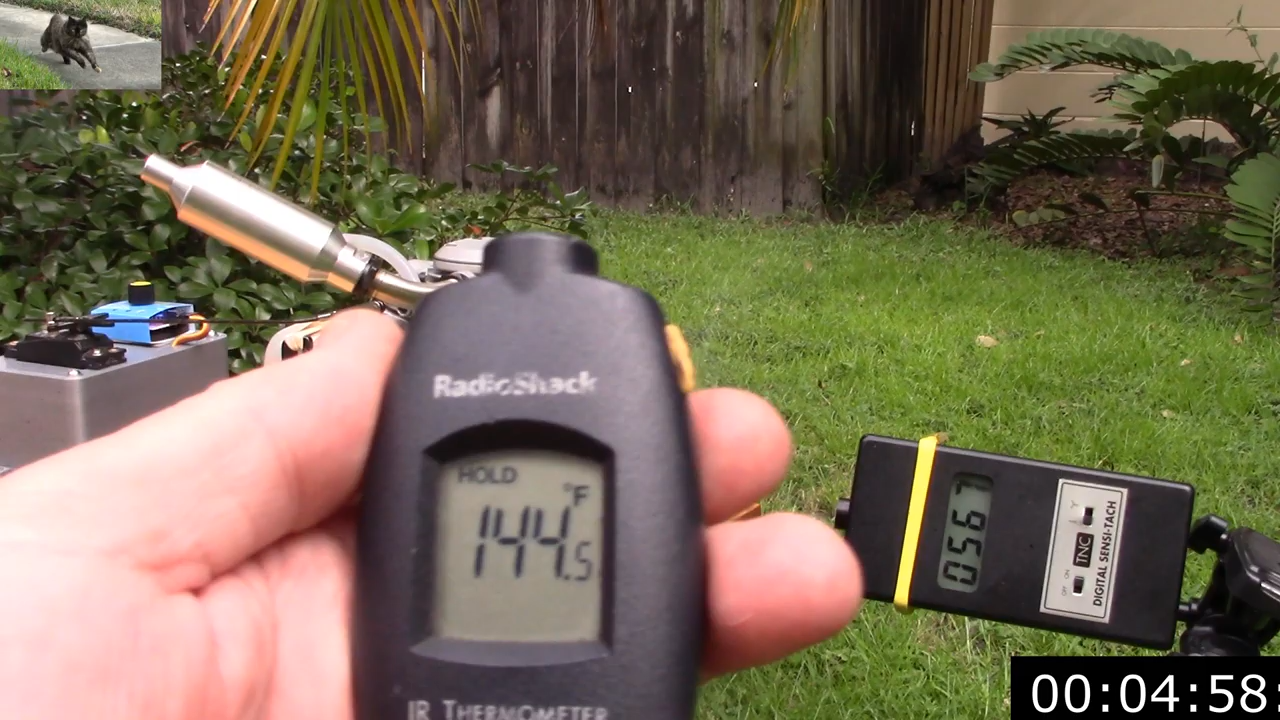 RadioShack
HOLD
°F
144.5
IR THERMOMETER
0567
OFF ON
TNC
DIGITAL SENSI-TACH
00:04:58: